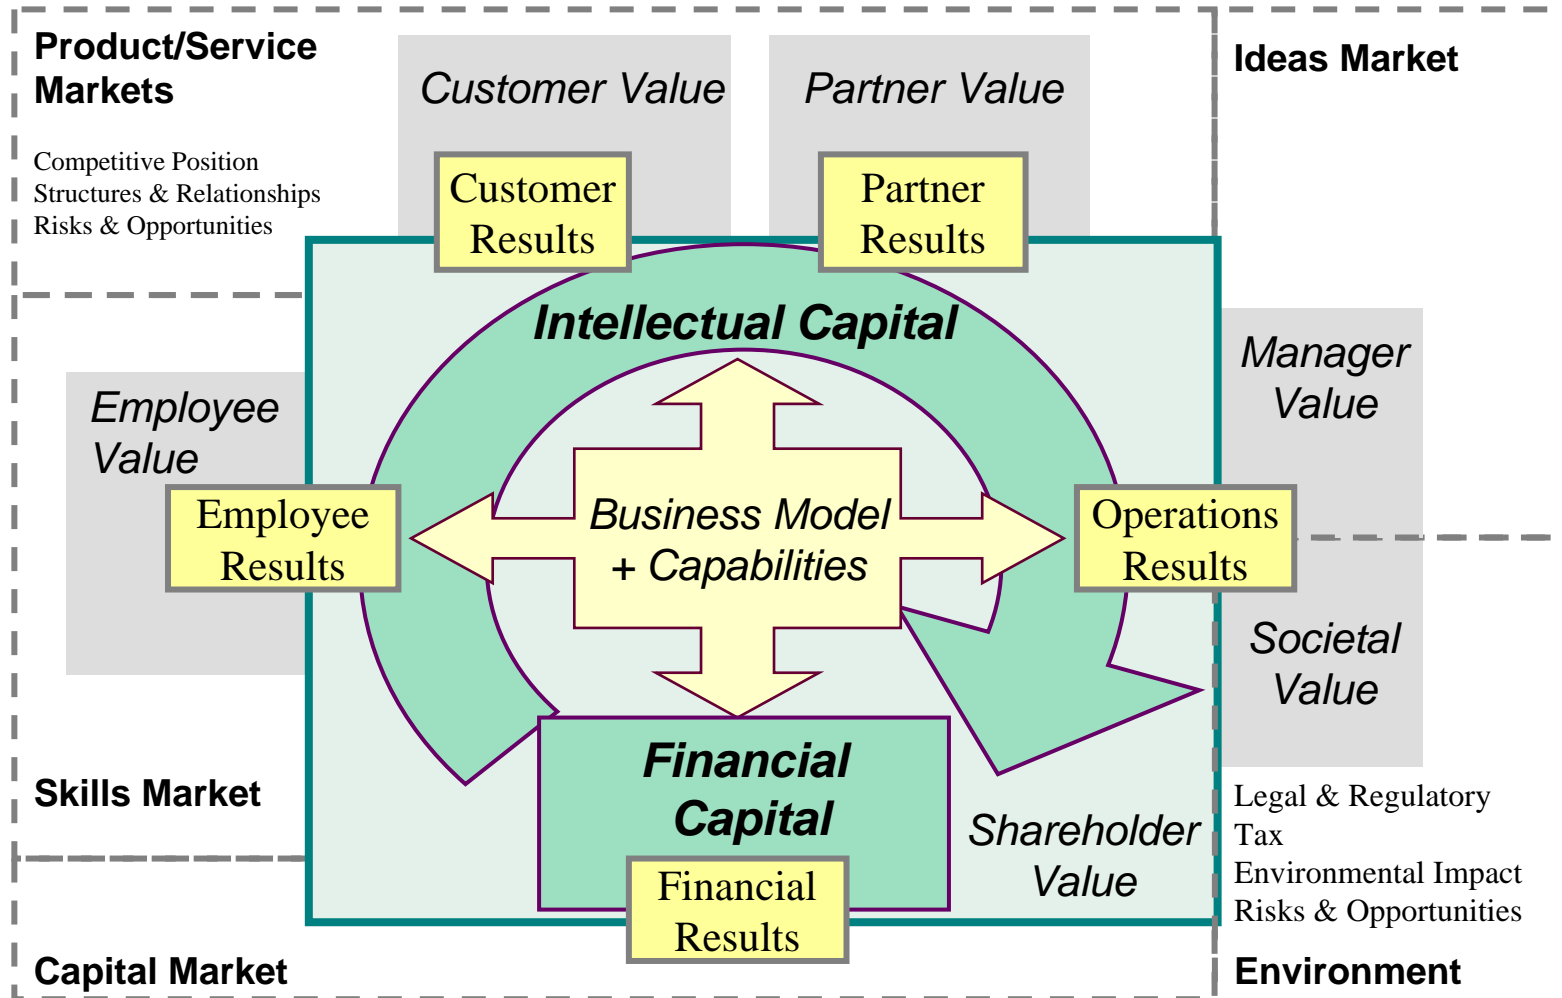 Product/Service
Markets
Competitive Position
Structures & Relationships
Risks & Opportunities
Customer Value
Partner Value
Ideas Market
Customer
Results
Partner
Results
Intellectual Capital
Manager
Value
Employee
Value
Employee
Results
Business Model
+ Capabilities
Operations
Results
Societal
Value
Financial
Capital
Skills Market
Shareholder
Value
Legal & Regulatory
Tax
Environmental Impact
Risks & Opportunities
Financial
Results
Capital Market
Environment